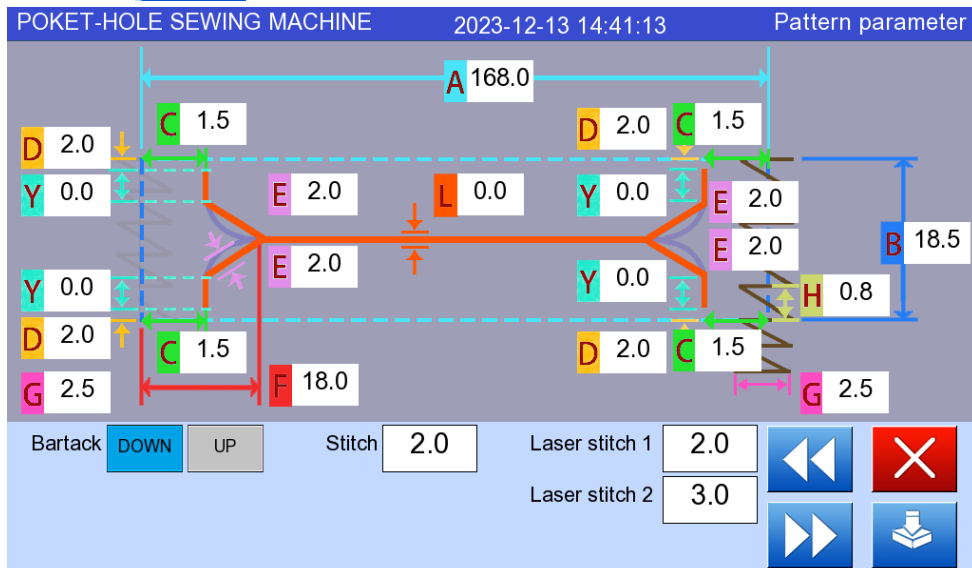 POKET-HOLE SEWING MACHINE 2023-12-13 14:41:13 Pattern parameter
A 168.0
C 1.5 D 2.0 C 1.5
D 2.0
Y 0.0 E 2.0 L 0.0 Y 0.0 E 2.0
B 18.5
E 2.0 E 2.0
Y 0.0 Y 0.0 H 0.8
D 2.0 C 1.5 D 2.0 C 1.5
G 2.5 F 18.0 G 2.5
Bartack DOWN UP Stitch 2.0 Laser stitch 1 2.0
Laser stitch 2 3.0